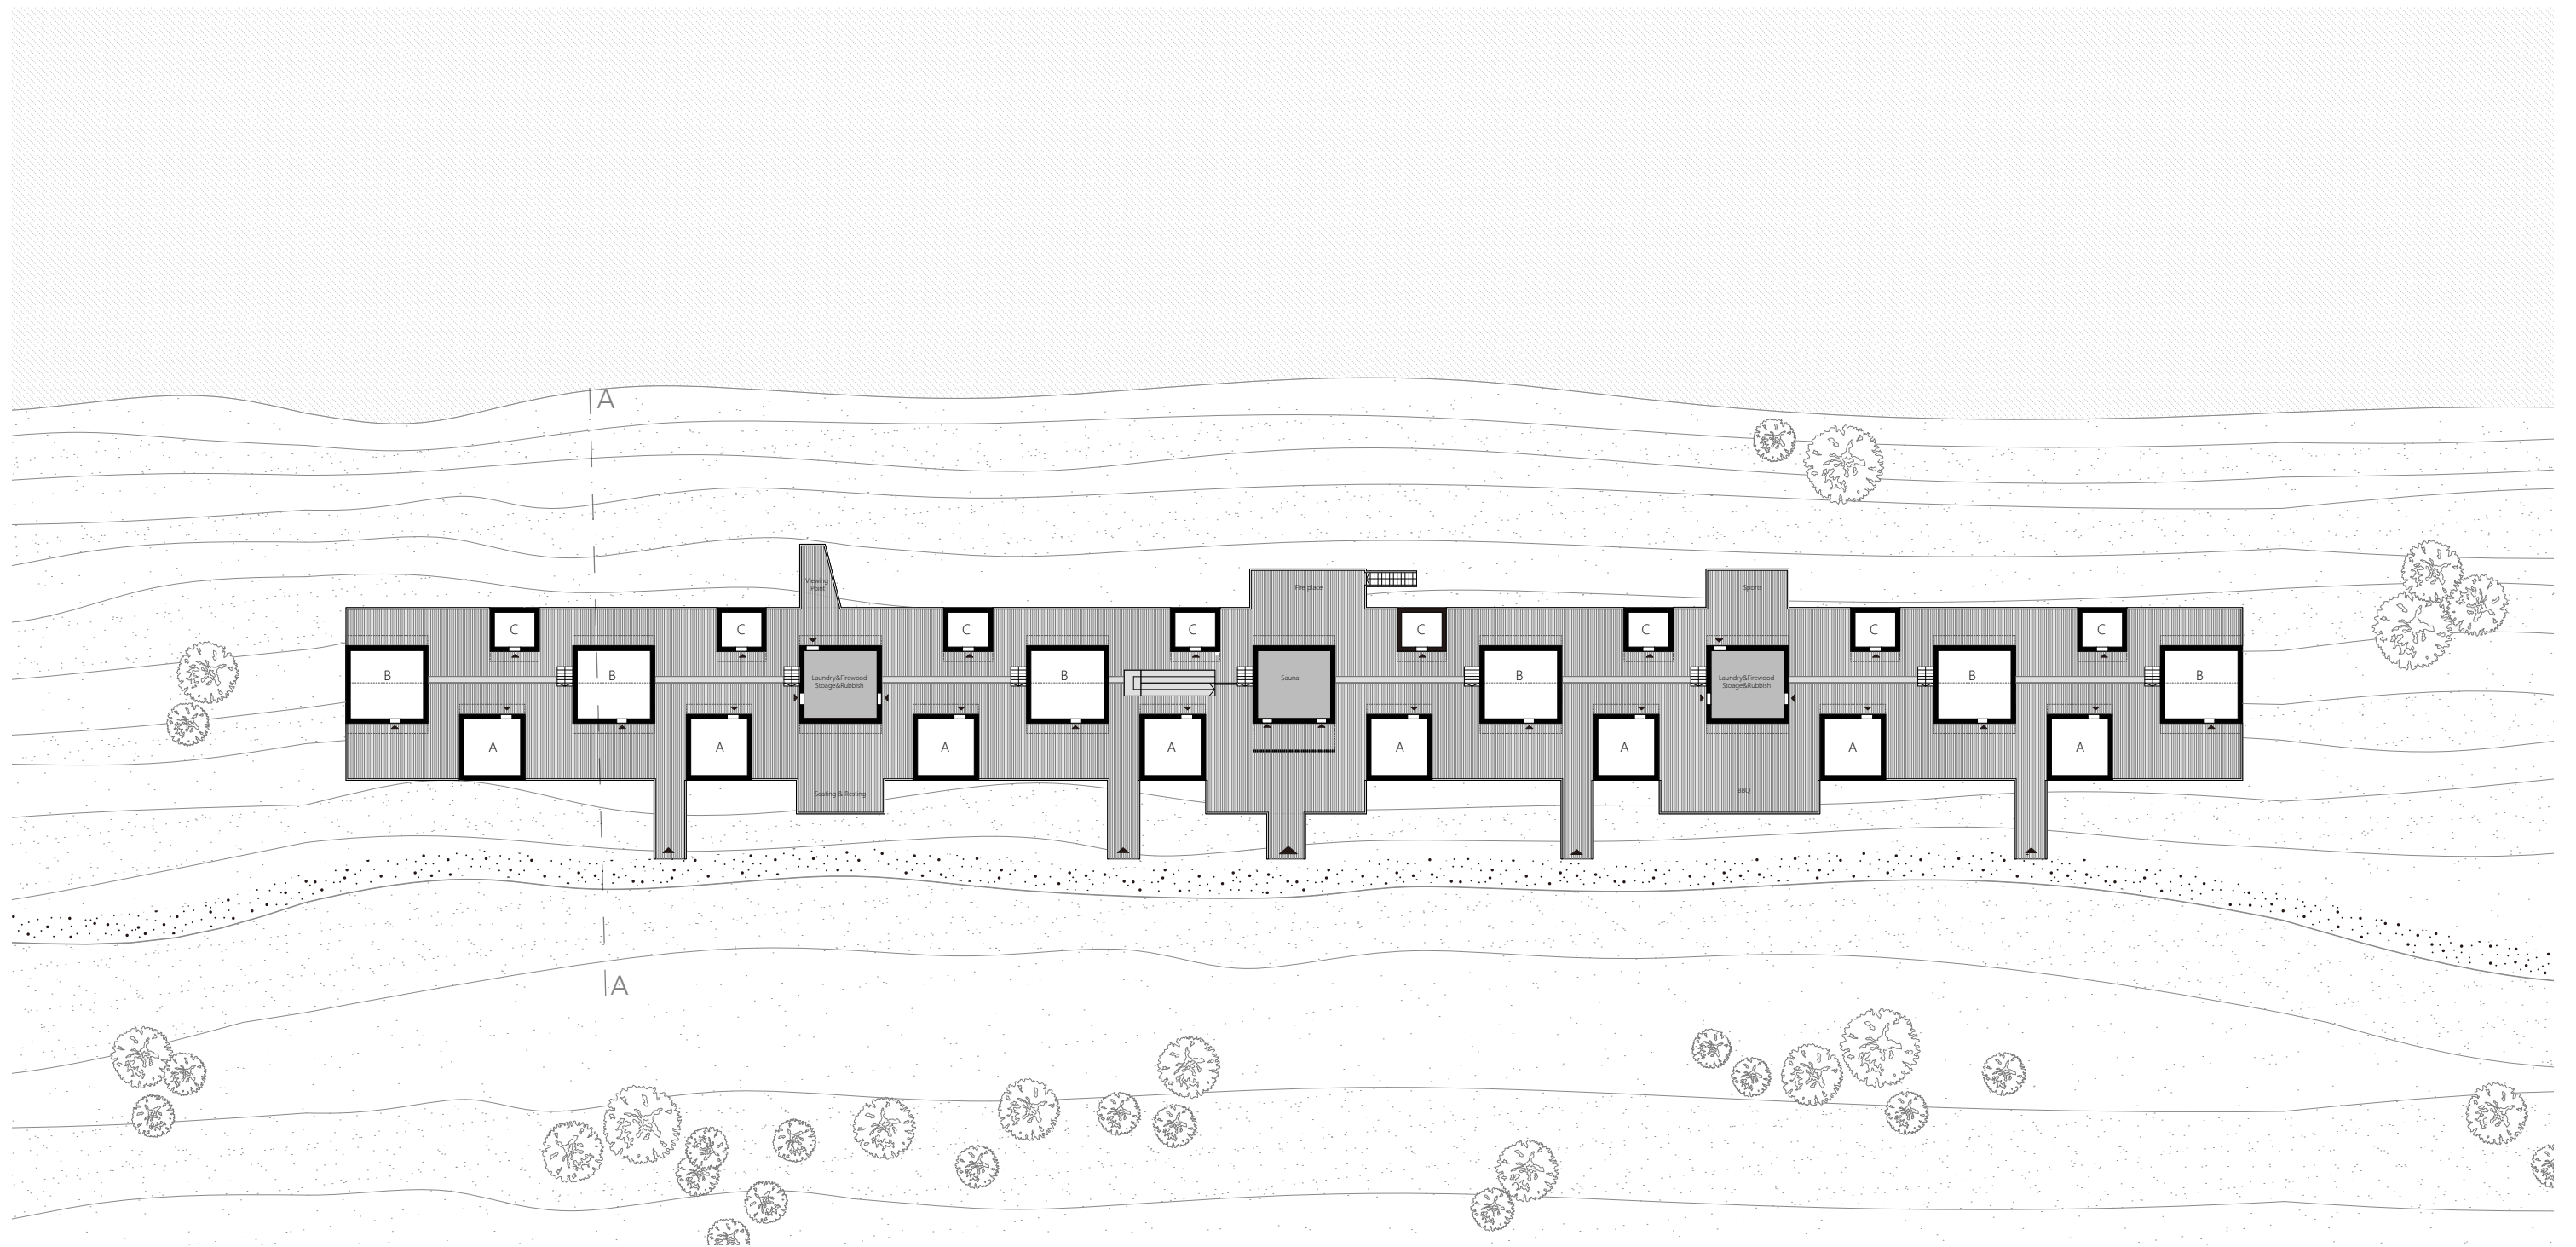 A
Viewing
Point
Fire place
Sports
C
C
C
C
C
C
C
C
B
B
Laundry&Firewood
Stoage&Rubbish
B
Sauna
B
Laundry&Firewood
Stoage&Rubbish
B
B
A
A
A
A
A
A
A
A
Seating & Resting
BBQ
A